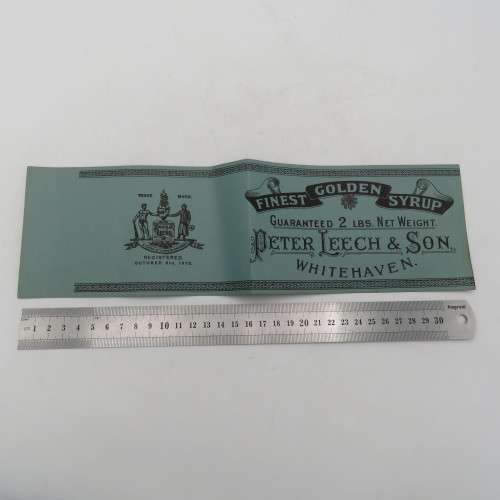 TRADE MARK
REGISTERED,
OCTOBER 9TH, 1876.
FINEST GOLDEN SYRUP
GUARANTEED 2 LBS. NET WEIGHT.
PETER LEECH & SON,
WHITEHAVEN.
1 2 3 4 5 6 7 8 9 10 11 12 13 14 15 16 17 18 19 20 21 22 23 24 25 26 27 28 29 30